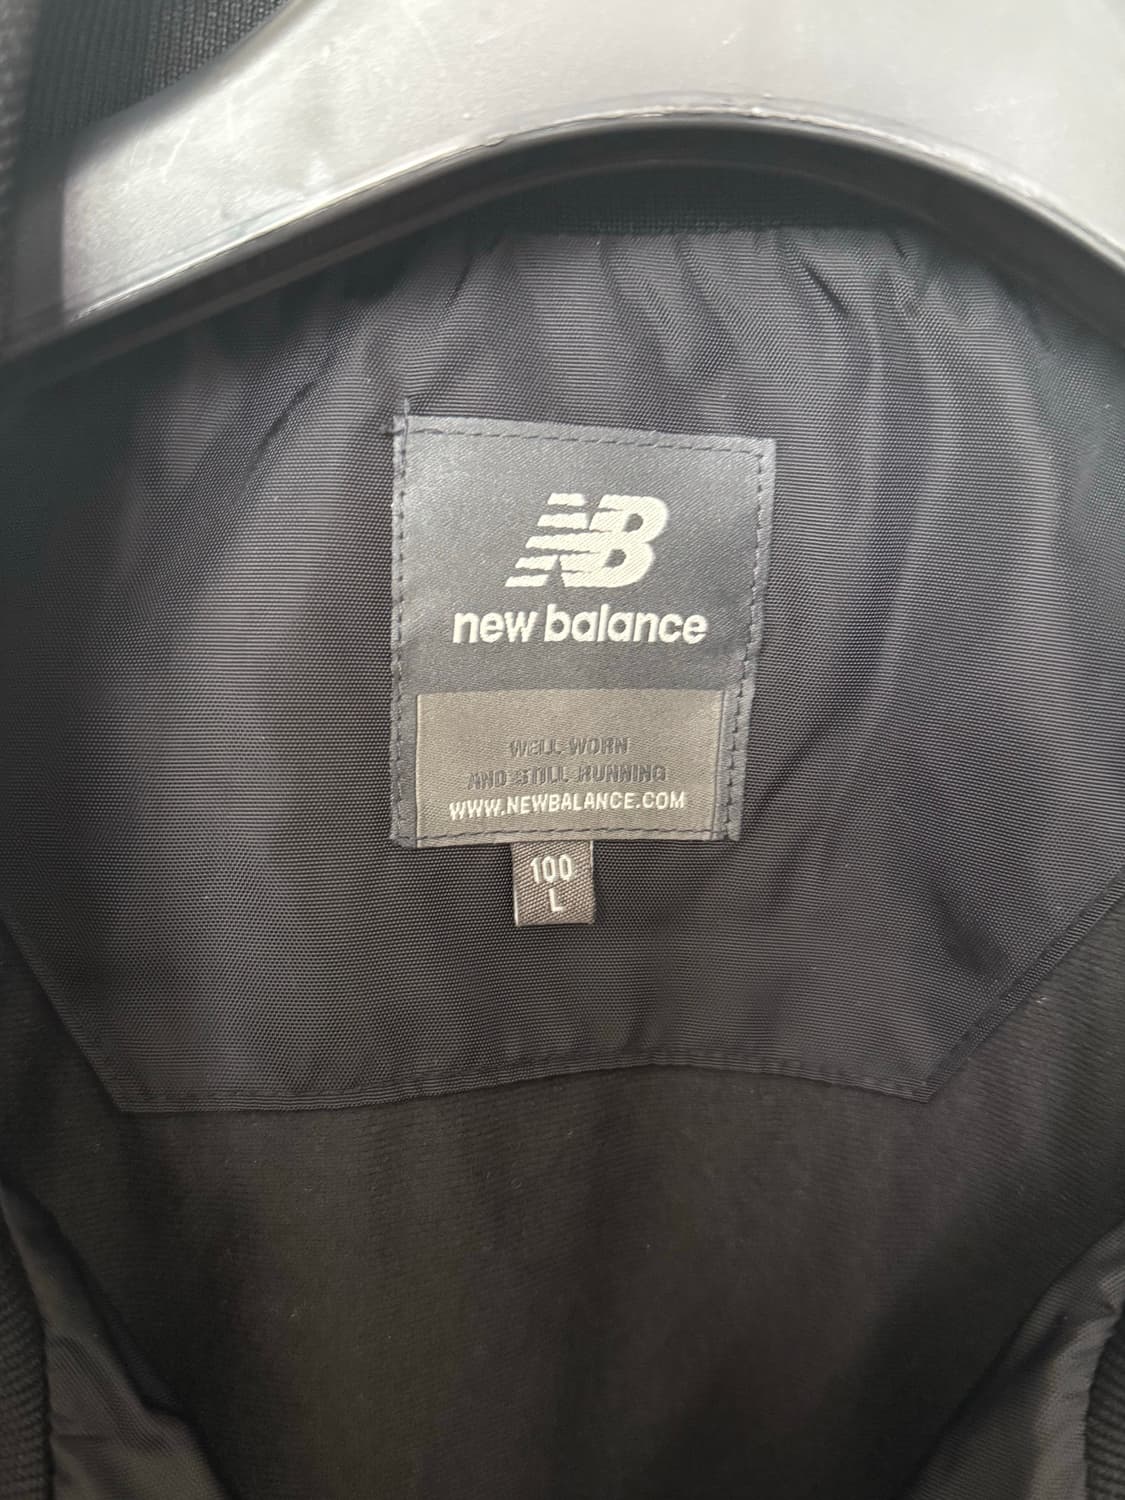 NB
new balance
WELL WORN
AND STILL RUNNING
WWW.NEWBALANCE.COM
100
L